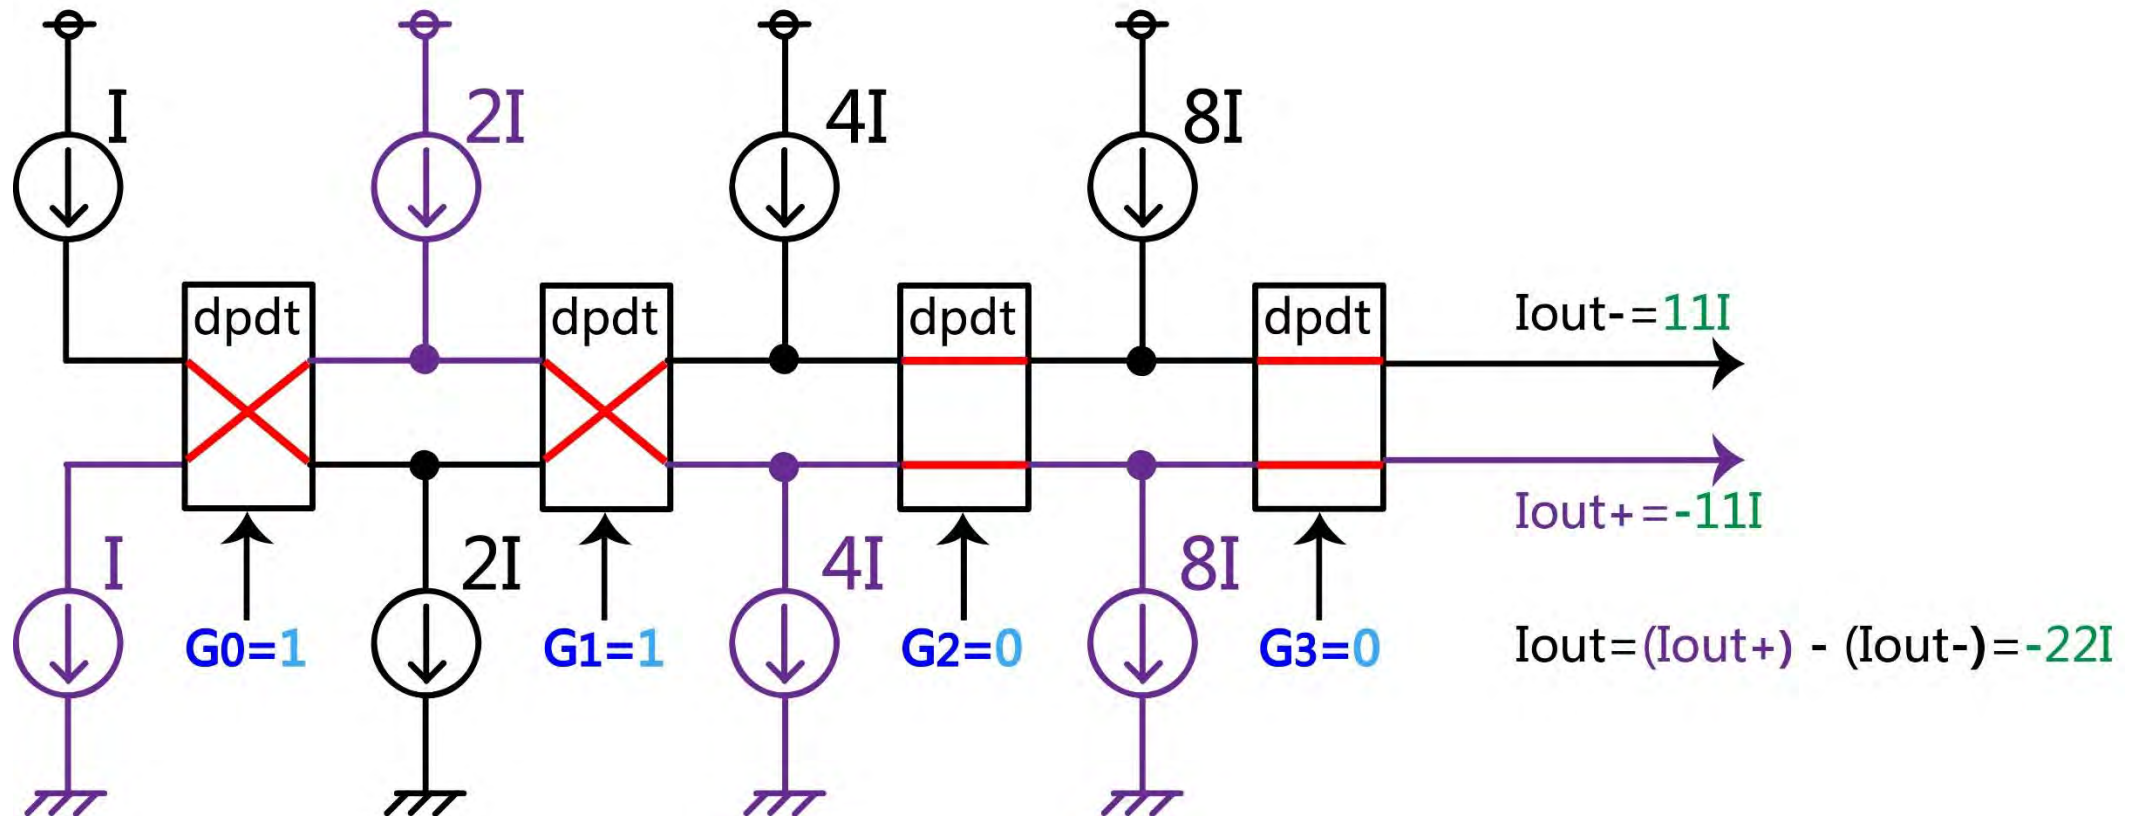 I
2I
4I
8I
dpdt
dpdt
dpdt
dpdt
Iout-=11I
Iout+=-11I
I
2I
4I
8I
G0=1
G1=1
G2=0
G3=0
Iout=(Iout+) - (Iout-)=-22I